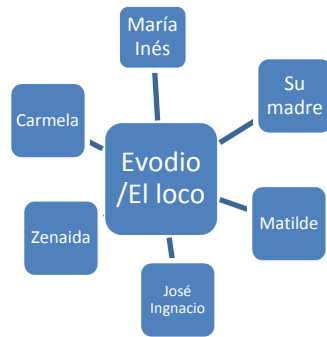 María
Inés
Su
madre
Carmela
Evodio
/El loco
Matilde
Zenaida
José
Ingnacio